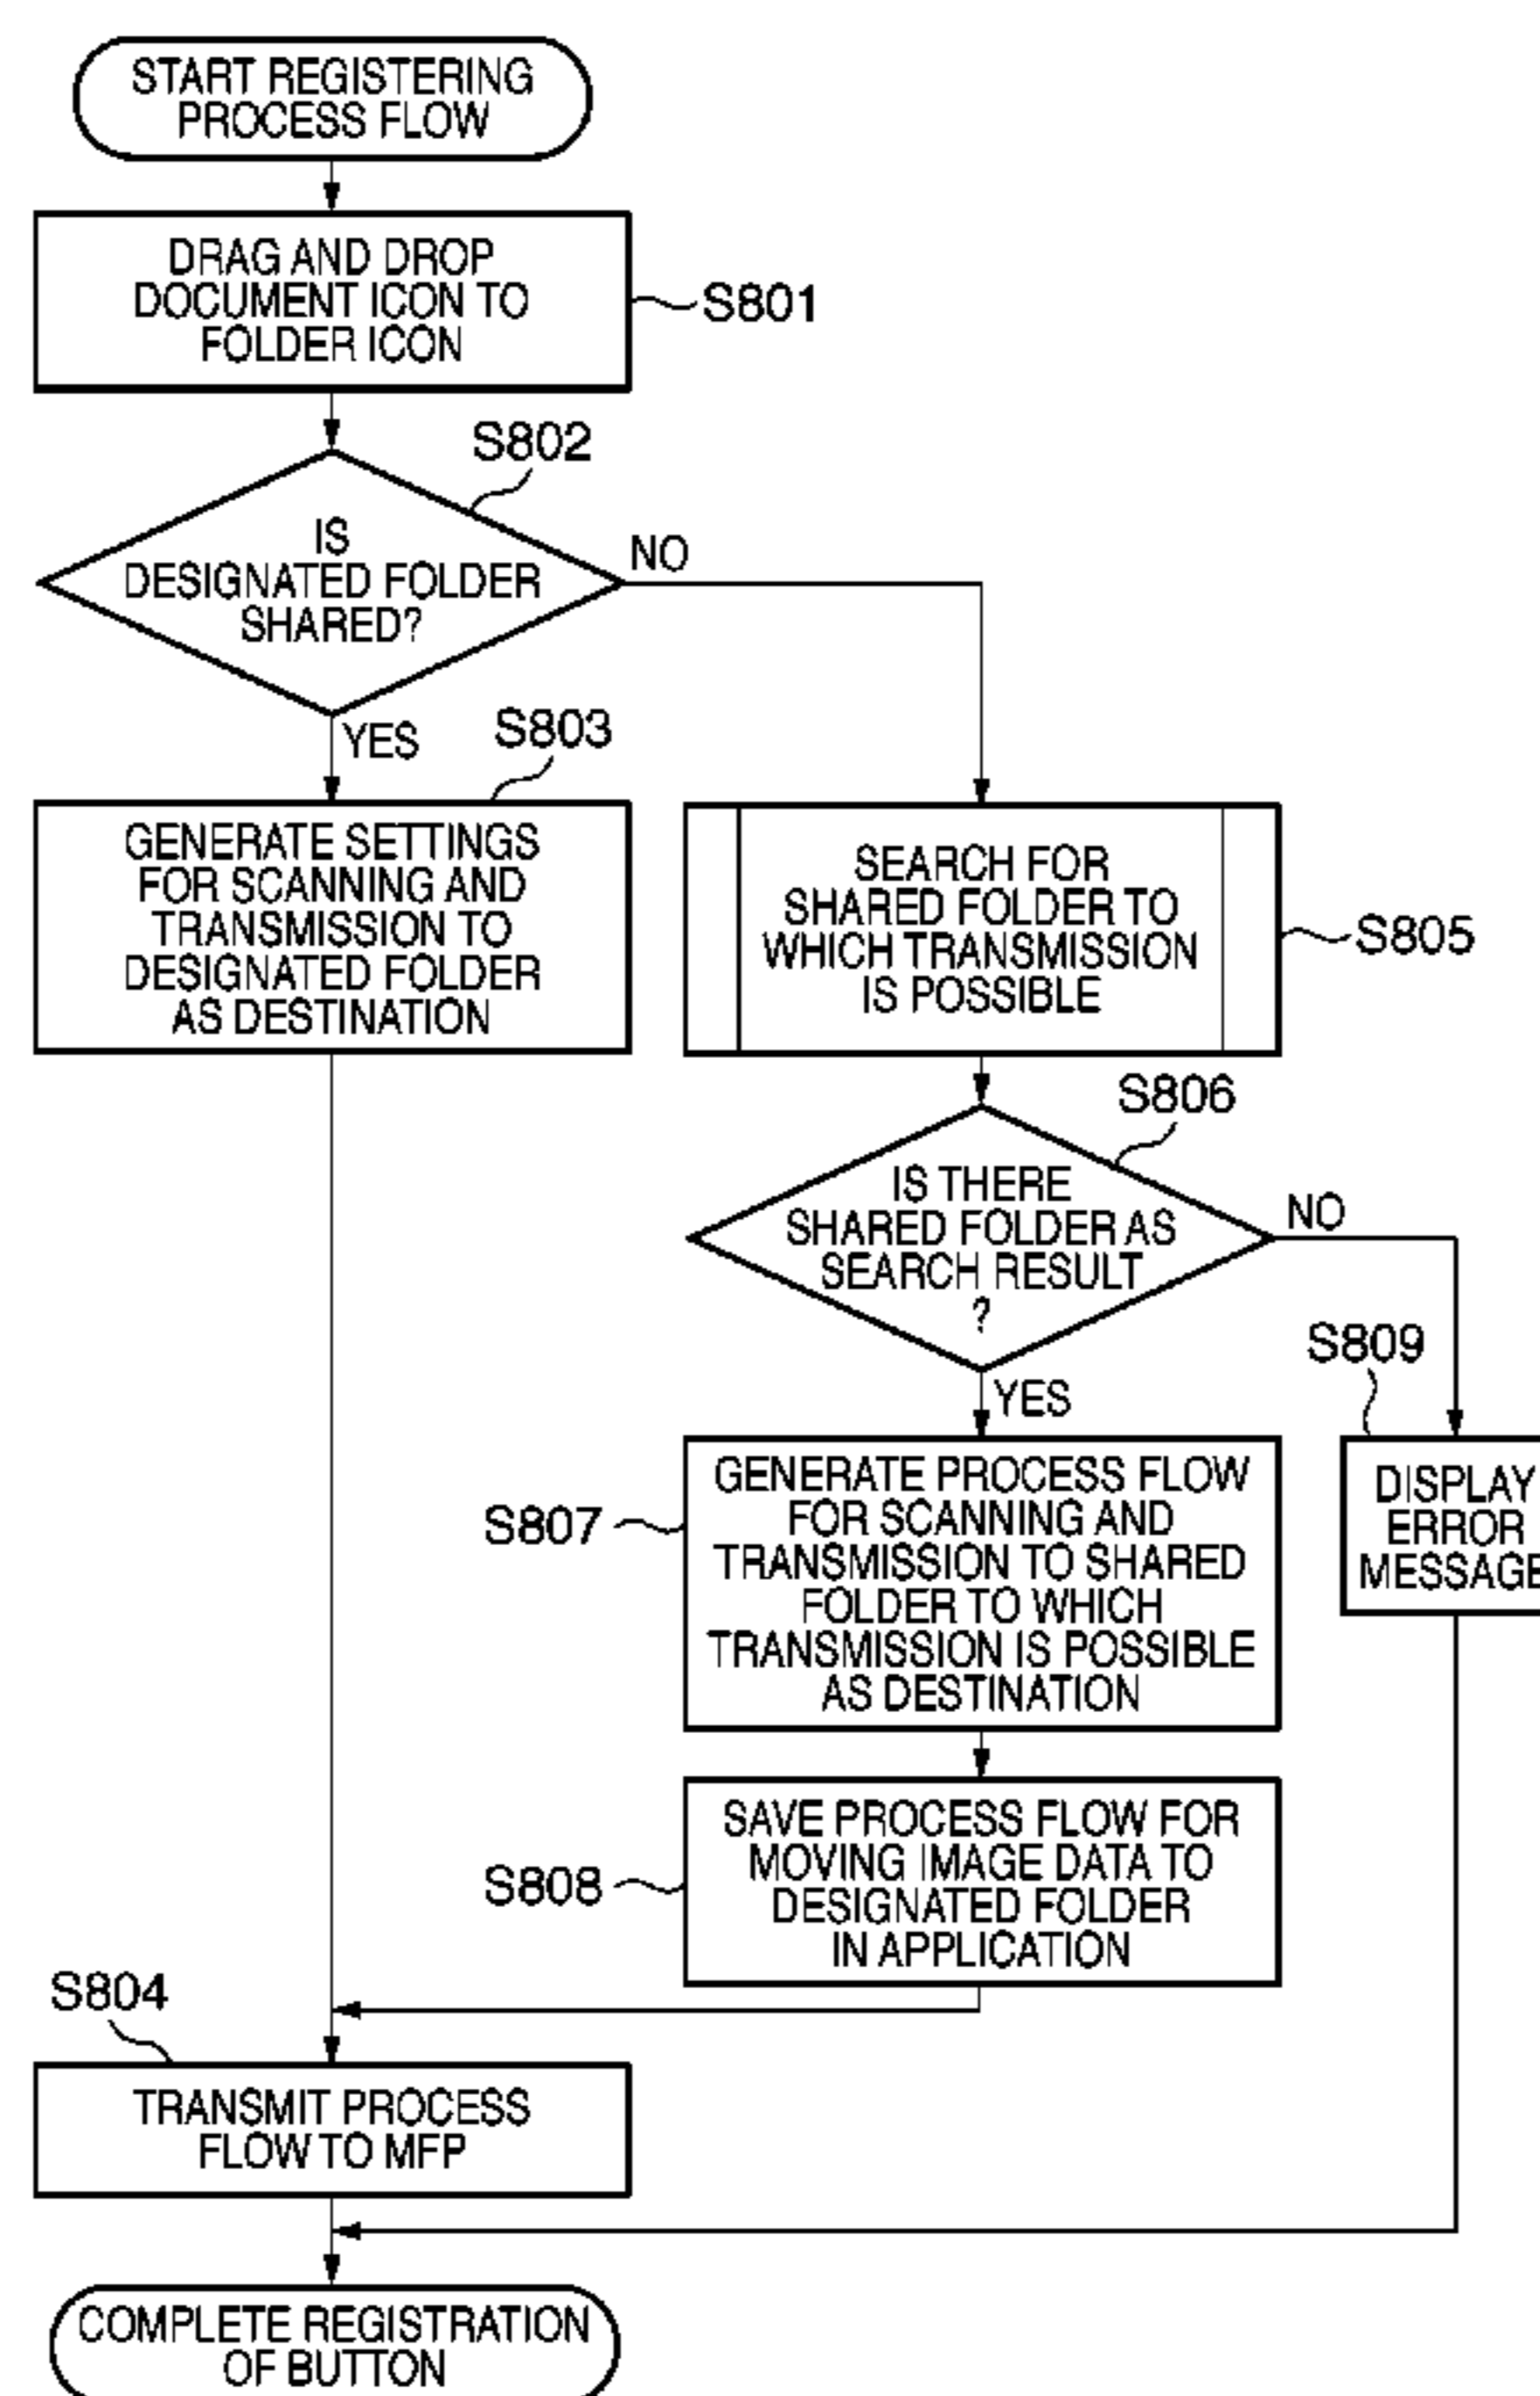 START REGISTERING
PROCESS FLOW
DRAG AND DROP
DOCUMENT ICON TO
FOLDER ICON
S801
S802
IS
DESIGNATED FOLDER
SHARED?
NO
YES
S803
GENERATE SETTINGS
FOR SCANNING AND
TRANSMISSION TO
DESIGNATED FOLDER
AS DESTINATION
SEARCH FOR
SHARED FOLDER TO
WHICH TRANSMISSION
IS POSSIBLE
S805
S806
IS THERE
SHARED FOLDER AS
SEARCH RESULT
?
NO
YES
S809
DISPLAY
ERROR
MESSAGE
S807
GENERATE PROCESS FLOW
FOR SCANNING AND
TRANSMISSION TO SHARED
FOLDER TO WHICH
TRANSMISSION IS POSSIBLE
AS DESTINATION
S808
SAVE PROCESS FLOW FOR
MOVING IMAGE DATA TO
DESIGNATED FOLDER
IN APPLICATION
S804
TRANSMIT PROCESS
FLOW TO MFP
COMPLETE REGISTRATION
OF BUTTON